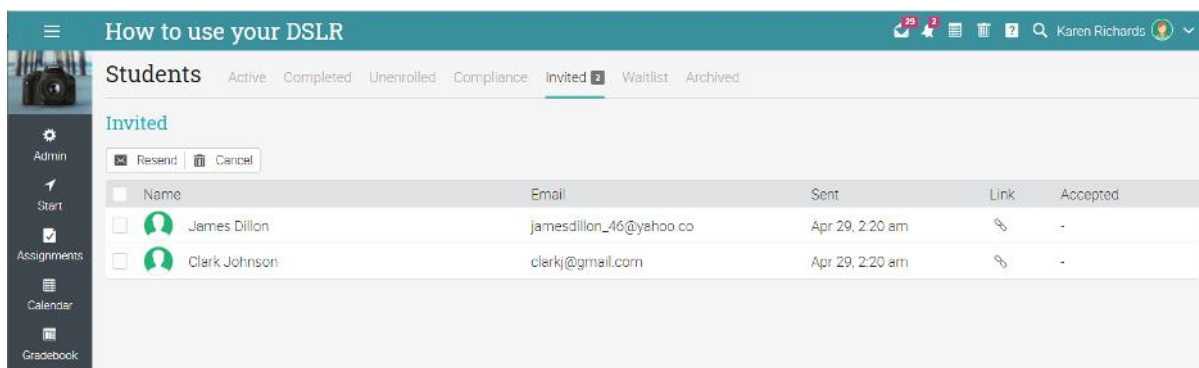 How to use your DSLR 29 2 ? Karen Richards
Students Active Completed Unenrolled Compliance Invited 2 Waitlist Archived
Invited
Resend Cancel
Name Email Sent Link Accepted
James Dillon jamesdillon_46@yahoo.co Apr 29, 2:20 am -
Clark Johnson clarkj@gmail.com Apr 29, 2:20 am -
Admin
Start
Assignments
Calendar
Gradebook